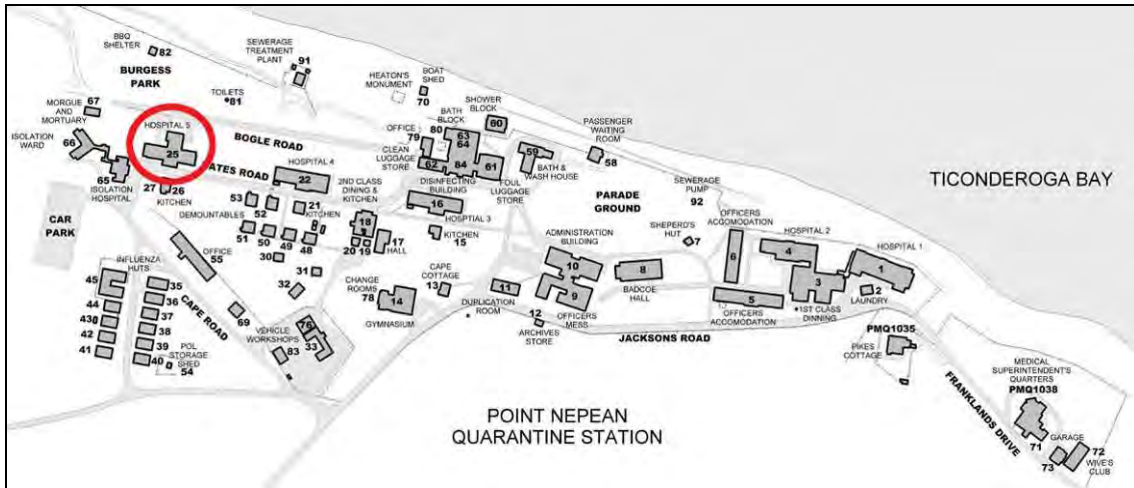 BBQ
SHELTER
82
BURGESS
PARK
SEWERAGE
TREATMENT
PLANT
91
TOILETS
81
MORGUE
AND
MORTUARY
67
ISOLATION
WARD
66
HOSPITAL 5
25
65
ISOLATION
HOSPITAL
27
26
KITCHEN
BOGLE ROAD
ATES ROAD
HOSPITAL 4
22
HEATON'S
MONUMENT
BOAT
SHED
70
SHOWER
BLOCK
60
BATH
BLOCK
80
63
64
OFFICE
79
CLEAN
LUGGAGE
STORE
62
84
61
DISINFECTING
BUILDING
FOUL
LUGGAGE
STORE
59
BATH &
WASH HOUSE
PASSENGER
WAITING
ROOM
58
PARADE
GROUND
SEWERAGE
PUMP
92
TICONDEROGA BAY
CAR
PARK
DEMOUNTABLES
53
52
21
KITCHEN
51
50
49
48
30
31
32
2ND CLASS
DINING &
KITCHEN
18
20
19
17
HALL
16
HOSPTIAL 3
KITCHEN
15
SHEPERD'S
HUT
7
OFFICERS
ACCOMODATION
6
HOSPITAL 2
4
HOSPITAL 1
1
2
LAUNDRY
3
1ST CLASS
DINNING
5
OFFICERS
ACCOMODATION
ADMINISTRATION
BUILDING
10
9
OFFICERS
MESS
8
BADCOE
HALL
11
DUPLICATION
ROOM
12
ARCHIVES
STORE
CAPE
COTTAGE
13
CHANGE
ROOMS
78
14
GYMNASIUM
OFFICE
55
INFLUENZA
HUTS
45
44
43
42
41
35
36
37
38
39
40
POL
STORAGE
SHED
54
CAPE ROAD
69
VEHICLE
WORKSHOPS
76
33
83
JACKSONS ROAD
PMQ1035
PIKES
COTTAGE
FRANKLANDS DRIVE
MEDICAL
SUPERINTENDENT'S
QUARTERS
PMQ1038
71
GARAGE
73
72
WIVE'S
CLUB
POINT NEPEAN
QUARANTINE STATION